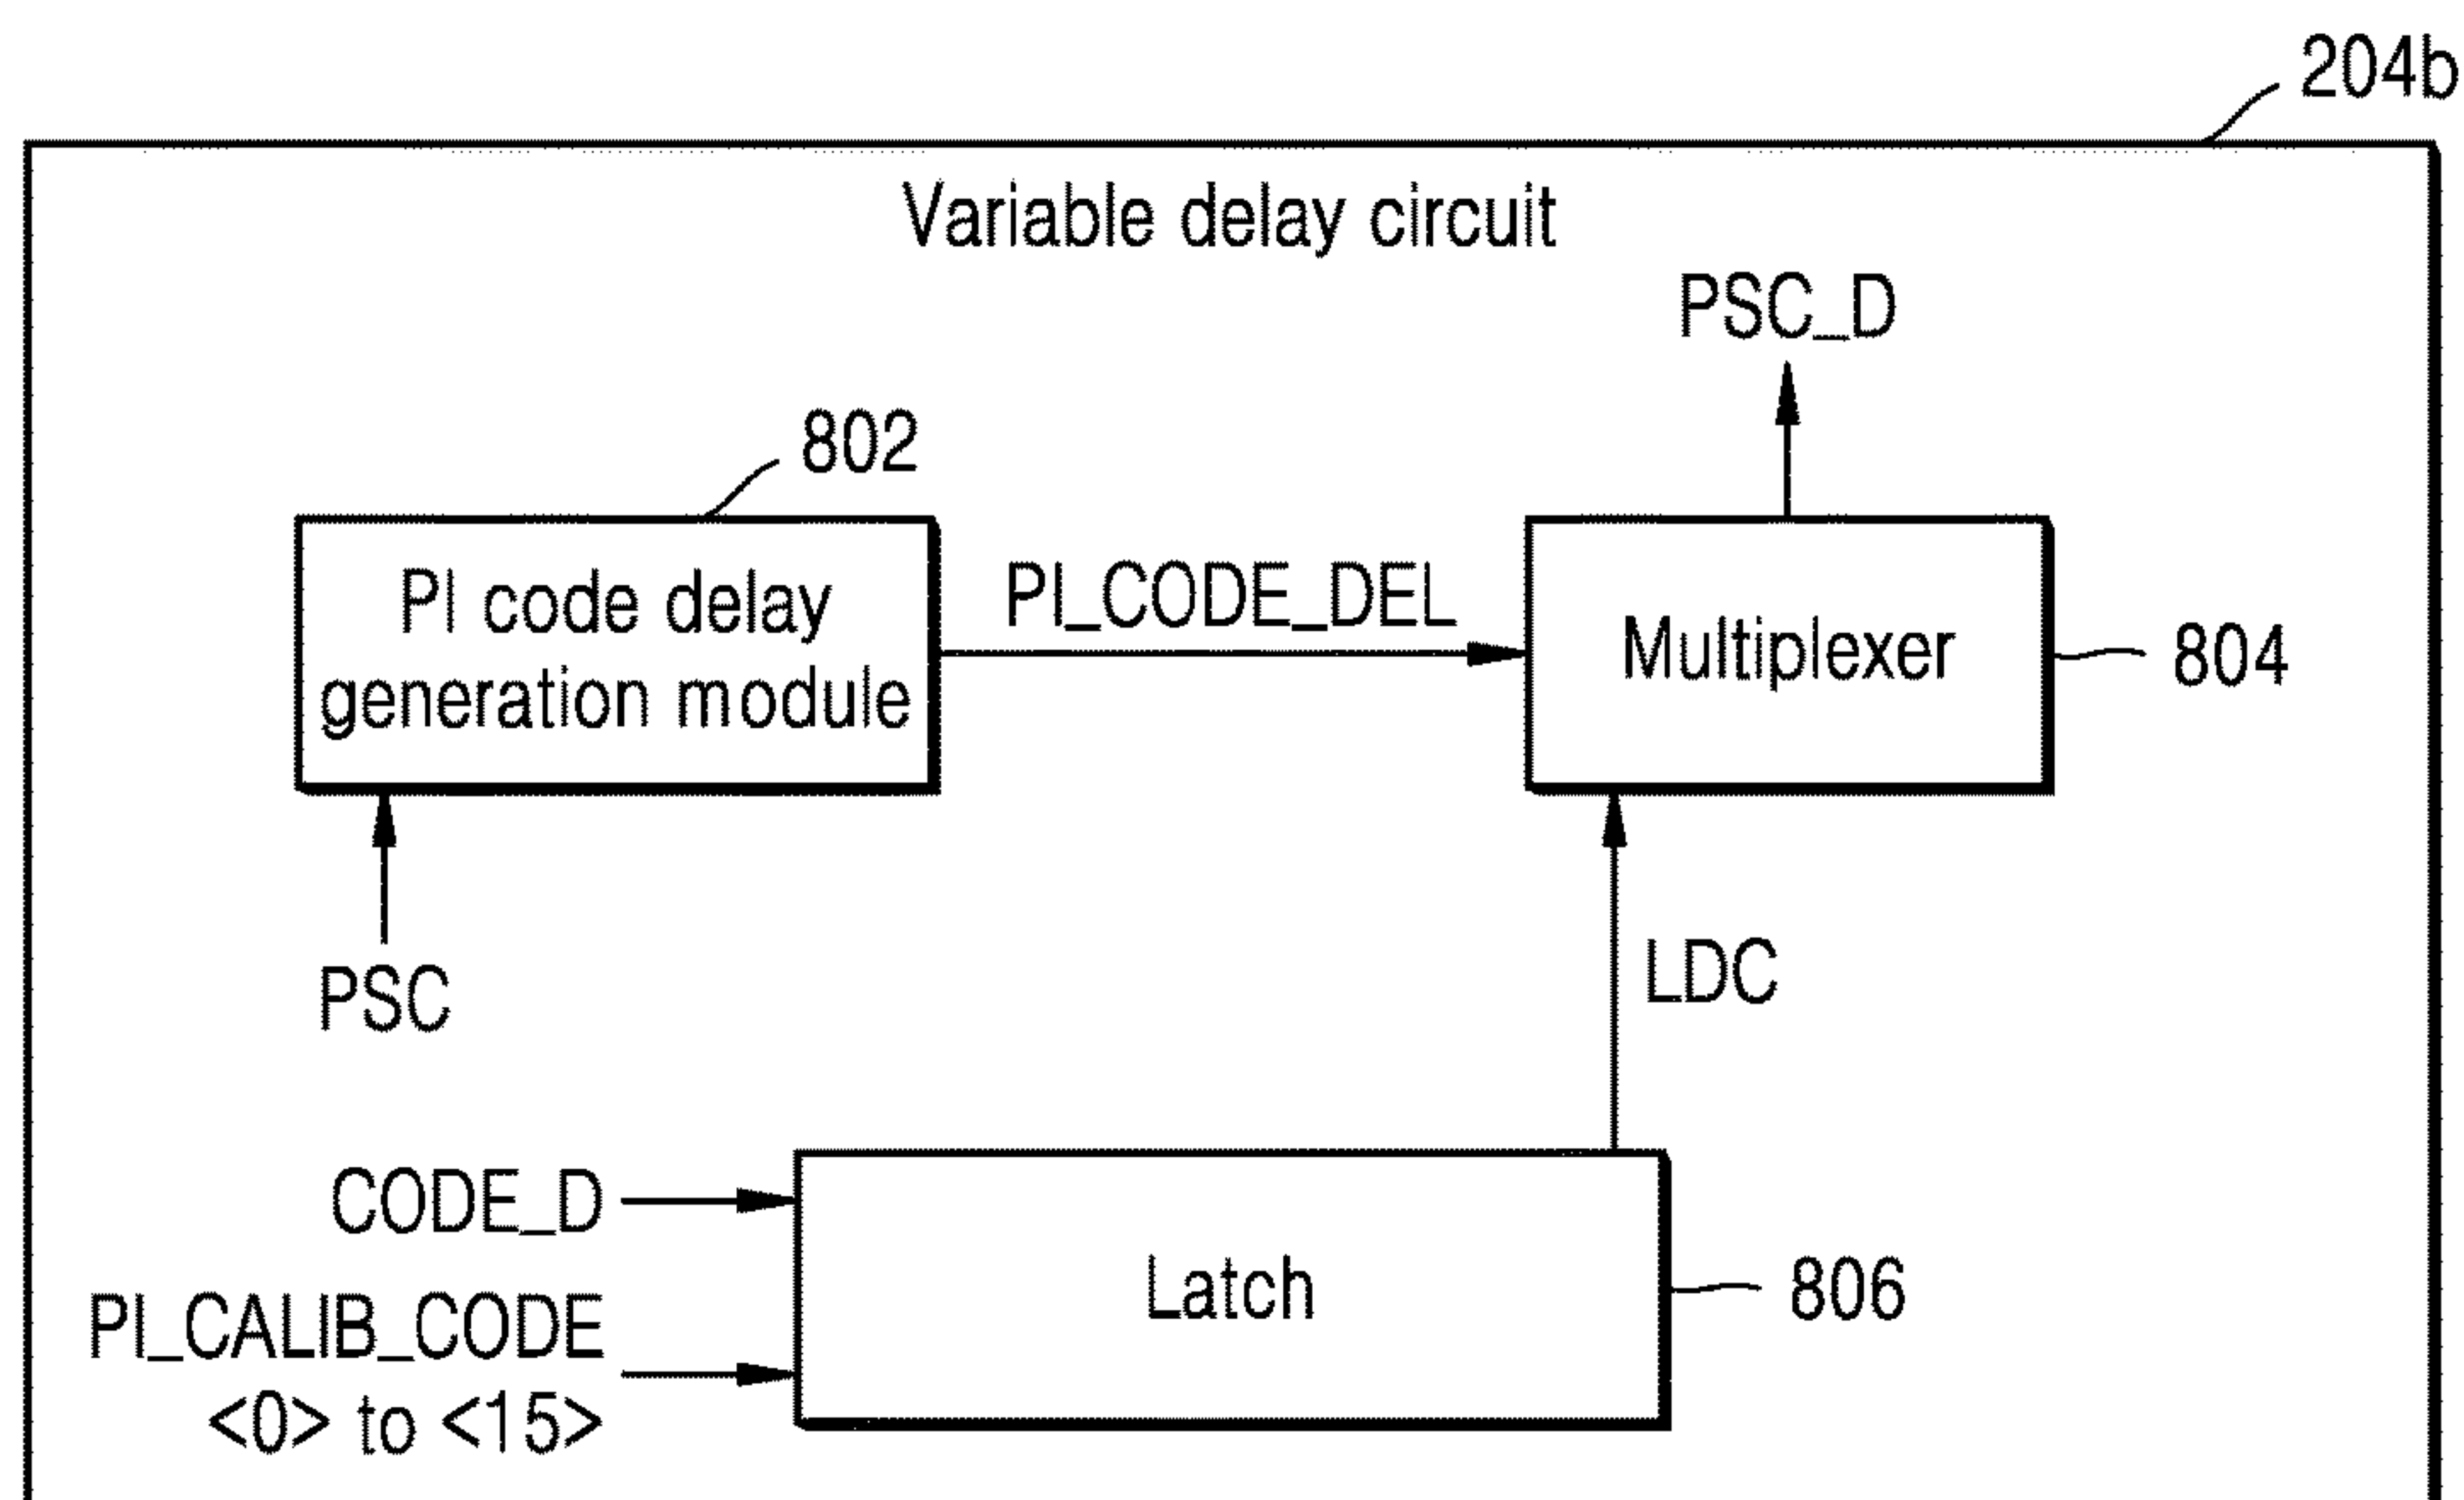 204b
Variable delay circuit
PSC_D
802
PI code delay
generation module
PI_CODE_DEL
Multiplexer
804
PSC
LDC
CODE_D
PI_CALIB_CODE
<0> to <15>
Latch
806